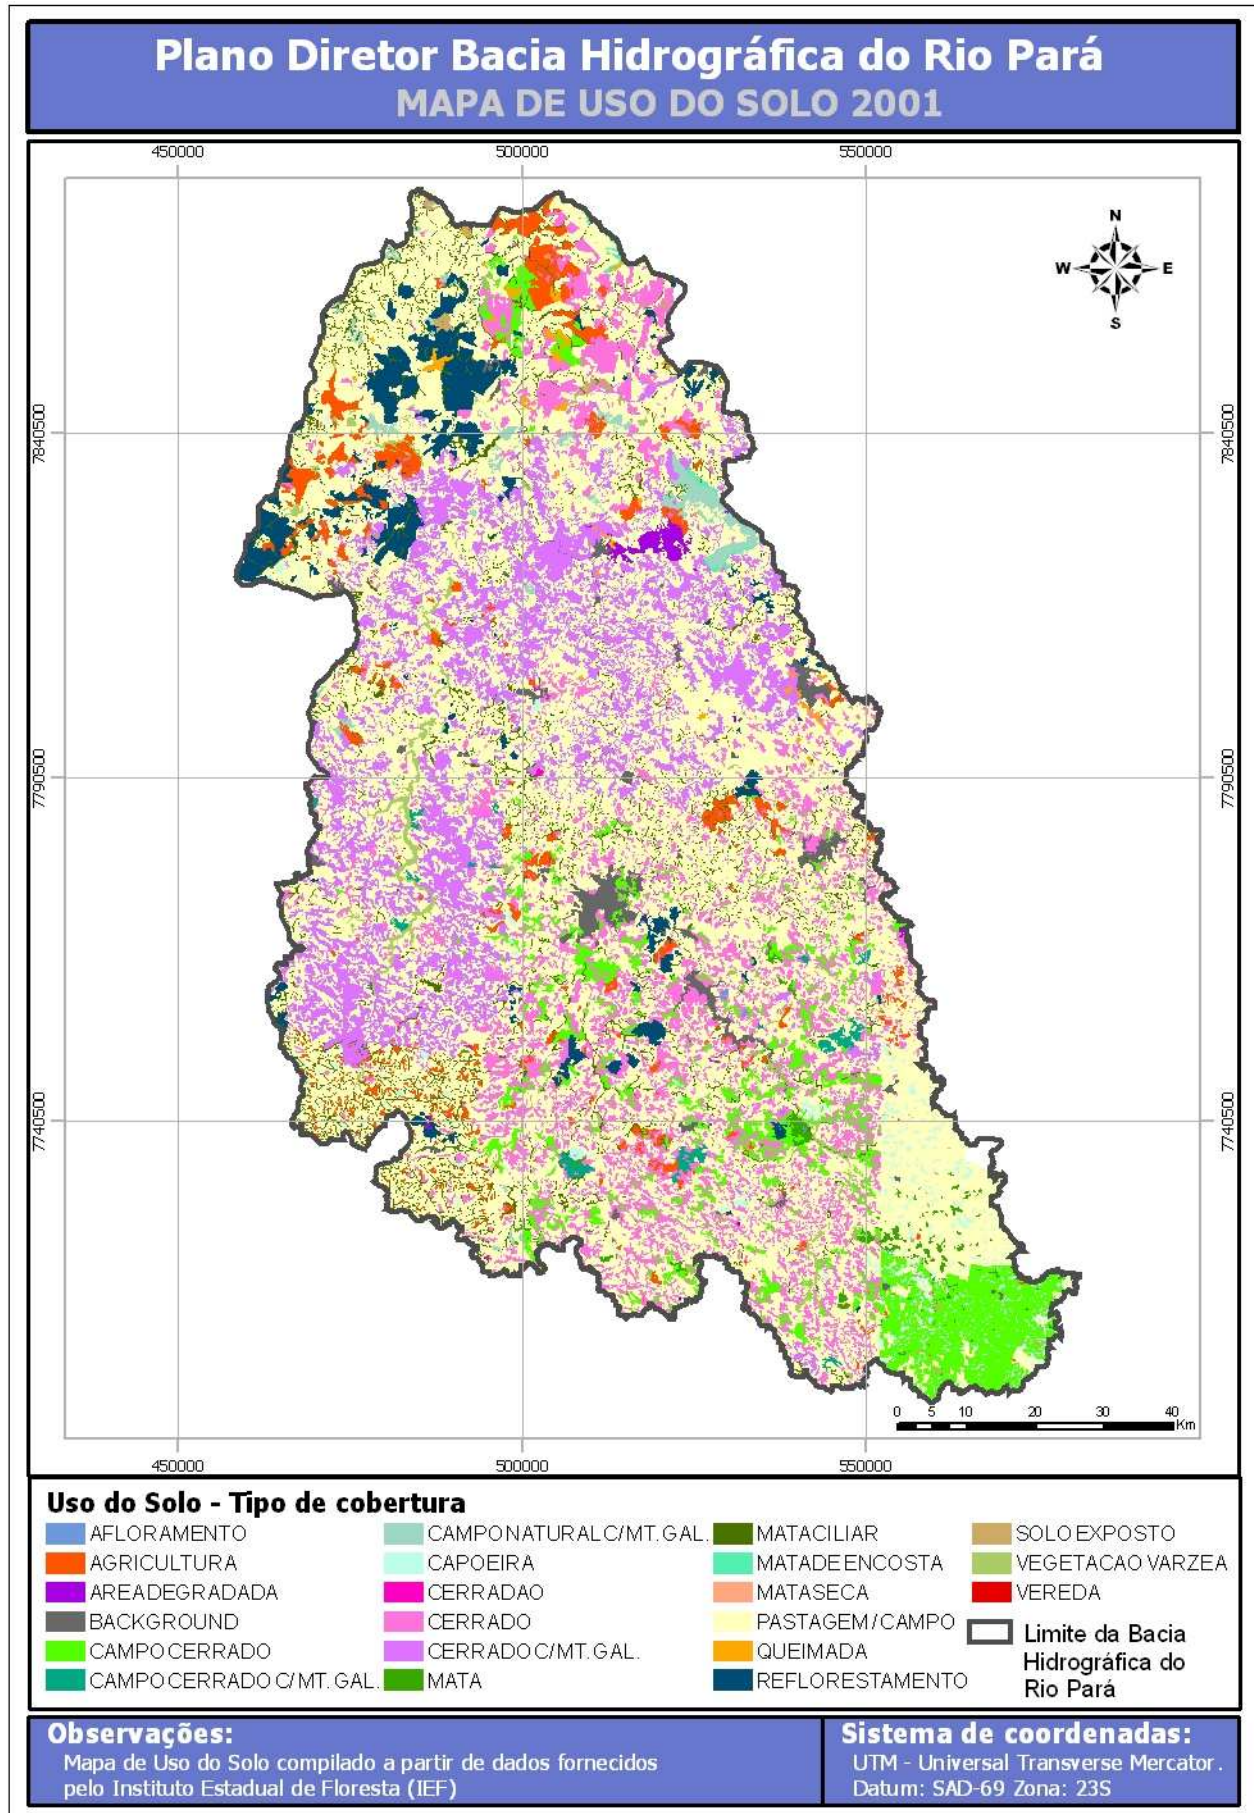 Plano Diretor Bacia Hidrográfica do Rio Pará
MAPA DE USO DO SOLO 2001
450000 500000 550000
N
W E
S
7840500 7840500
7790500 7790500
7740500 7740500
0 5 10 20 30 40
Km
450000 500000 550000
Uso do Solo - Tipo de cobertura
AFLORAMENTO
AGRICULTURA
AREA DEGRADADA
BACKGROUND
CAMPO CERRADO
CAMPO CERRADO C/ MT. GAL.
CAMPO NATURAL C/ MT. GAL.
CAPOEIRA
CERRADAO
CERRADO
CERRADO C/ MT. GAL.
MATA
MATA CILIAR
MATA DE ENCOSTA
MATA SECA
PASTAGEM / CAMPO
QUEIMADA
REFLORESTAMENTO
SOLO EXPOSTO
VEGETACAO VARZEA
VEREDA
Limite da Bacia
Hidrográfica do
Rio Pará
Observações:
Mapa de Uso do Solo compilado a partir de dados fornecidos
pelo Instituto Estadual de Floresta (IEF)
Sistema de coordenadas:
UTM - Universal Transverse Mercator.
Datum: SAD-69 Zona: 23S